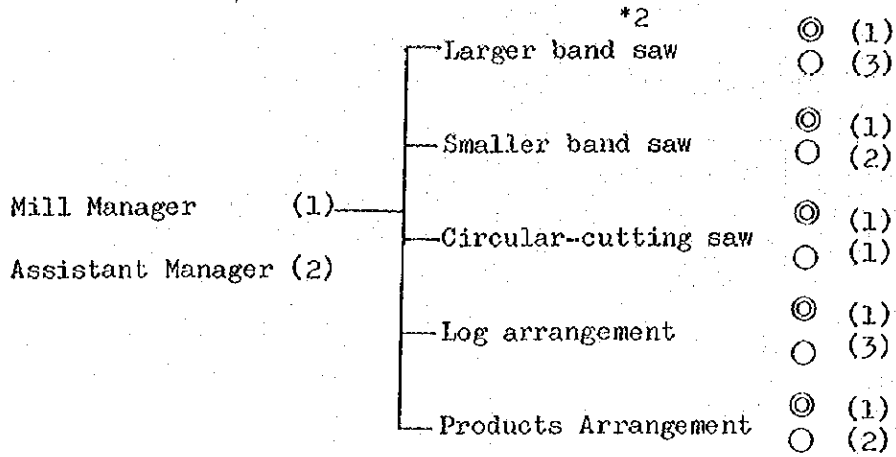 *2
Larger band saw ◎ (1)
○ (3)
Smaller band saw ◎ (1)
○ (2)
Mill Manager (1)
Circular-cutting saw ◎ (1)
○ (1)
Assistant Manager (2)
Log arrangement ◎ (1)
○ (3)
Products Arrangement ◎ (1)
○ (2)